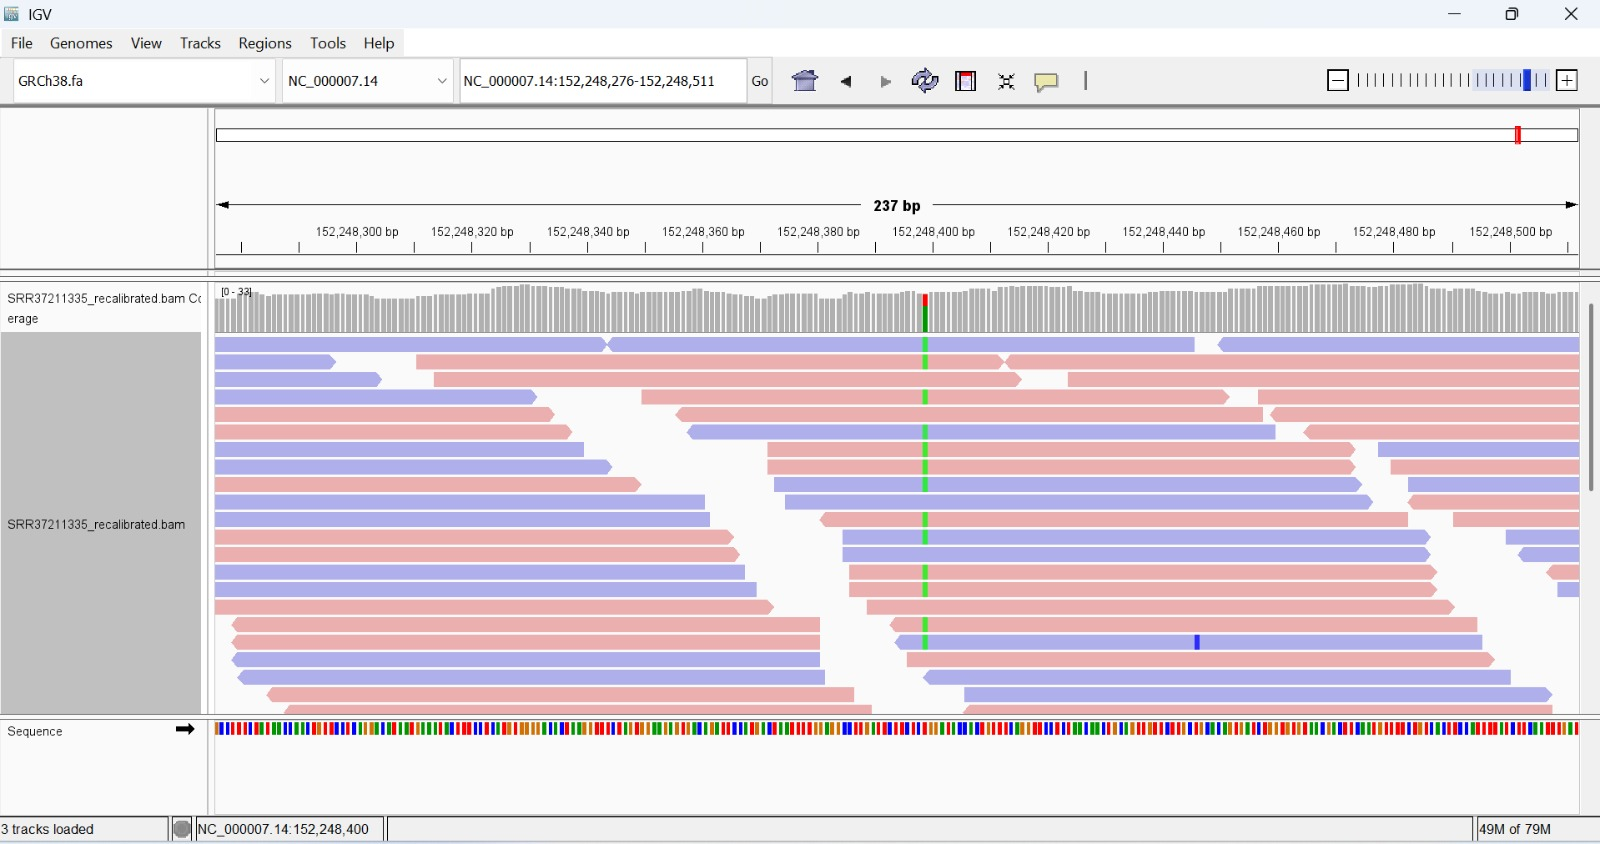 IGV
File Genomes View Tracks Regions Tools Help
GRCh38.fa NC_000007.14 NC_000007.14:152,248,276-152,248,511 Go
237 bp
152,248,300 bp 152,248,320 bp 152,248,340 bp 152,248,360 bp 152,248,380 bp 152,248,400 bp 152,248,420 bp 152,248,440 bp 152,248,460 bp 152,248,480 bp 152,248,500 bp
[0 - 33]
SRR37211335_recalibrated.bam Co
erage
SRR37211335_recalibrated.bam
Sequence
3 tracks loaded NC_000007.14:152,248,400 49M of 79M